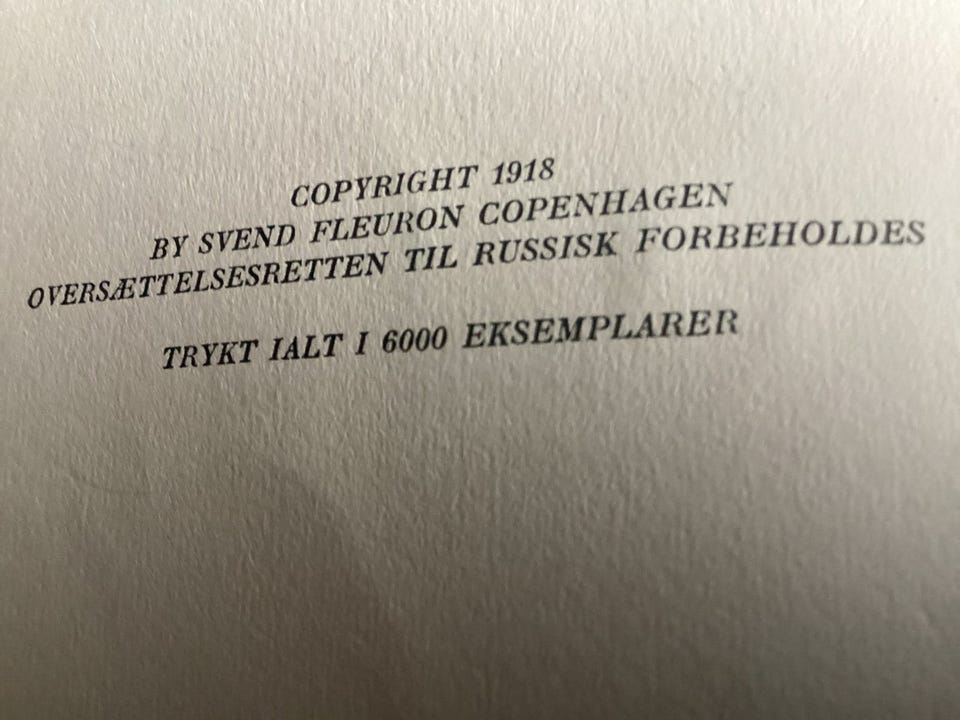 COPYRIGHT 1918
BY SVEND FLEURON COPENHAGEN
OVERSÆTTELSESRETTEN TIL RUSSISK FORBEHOLDES
TRYKT IALT I 6000 EKSEMPLARER